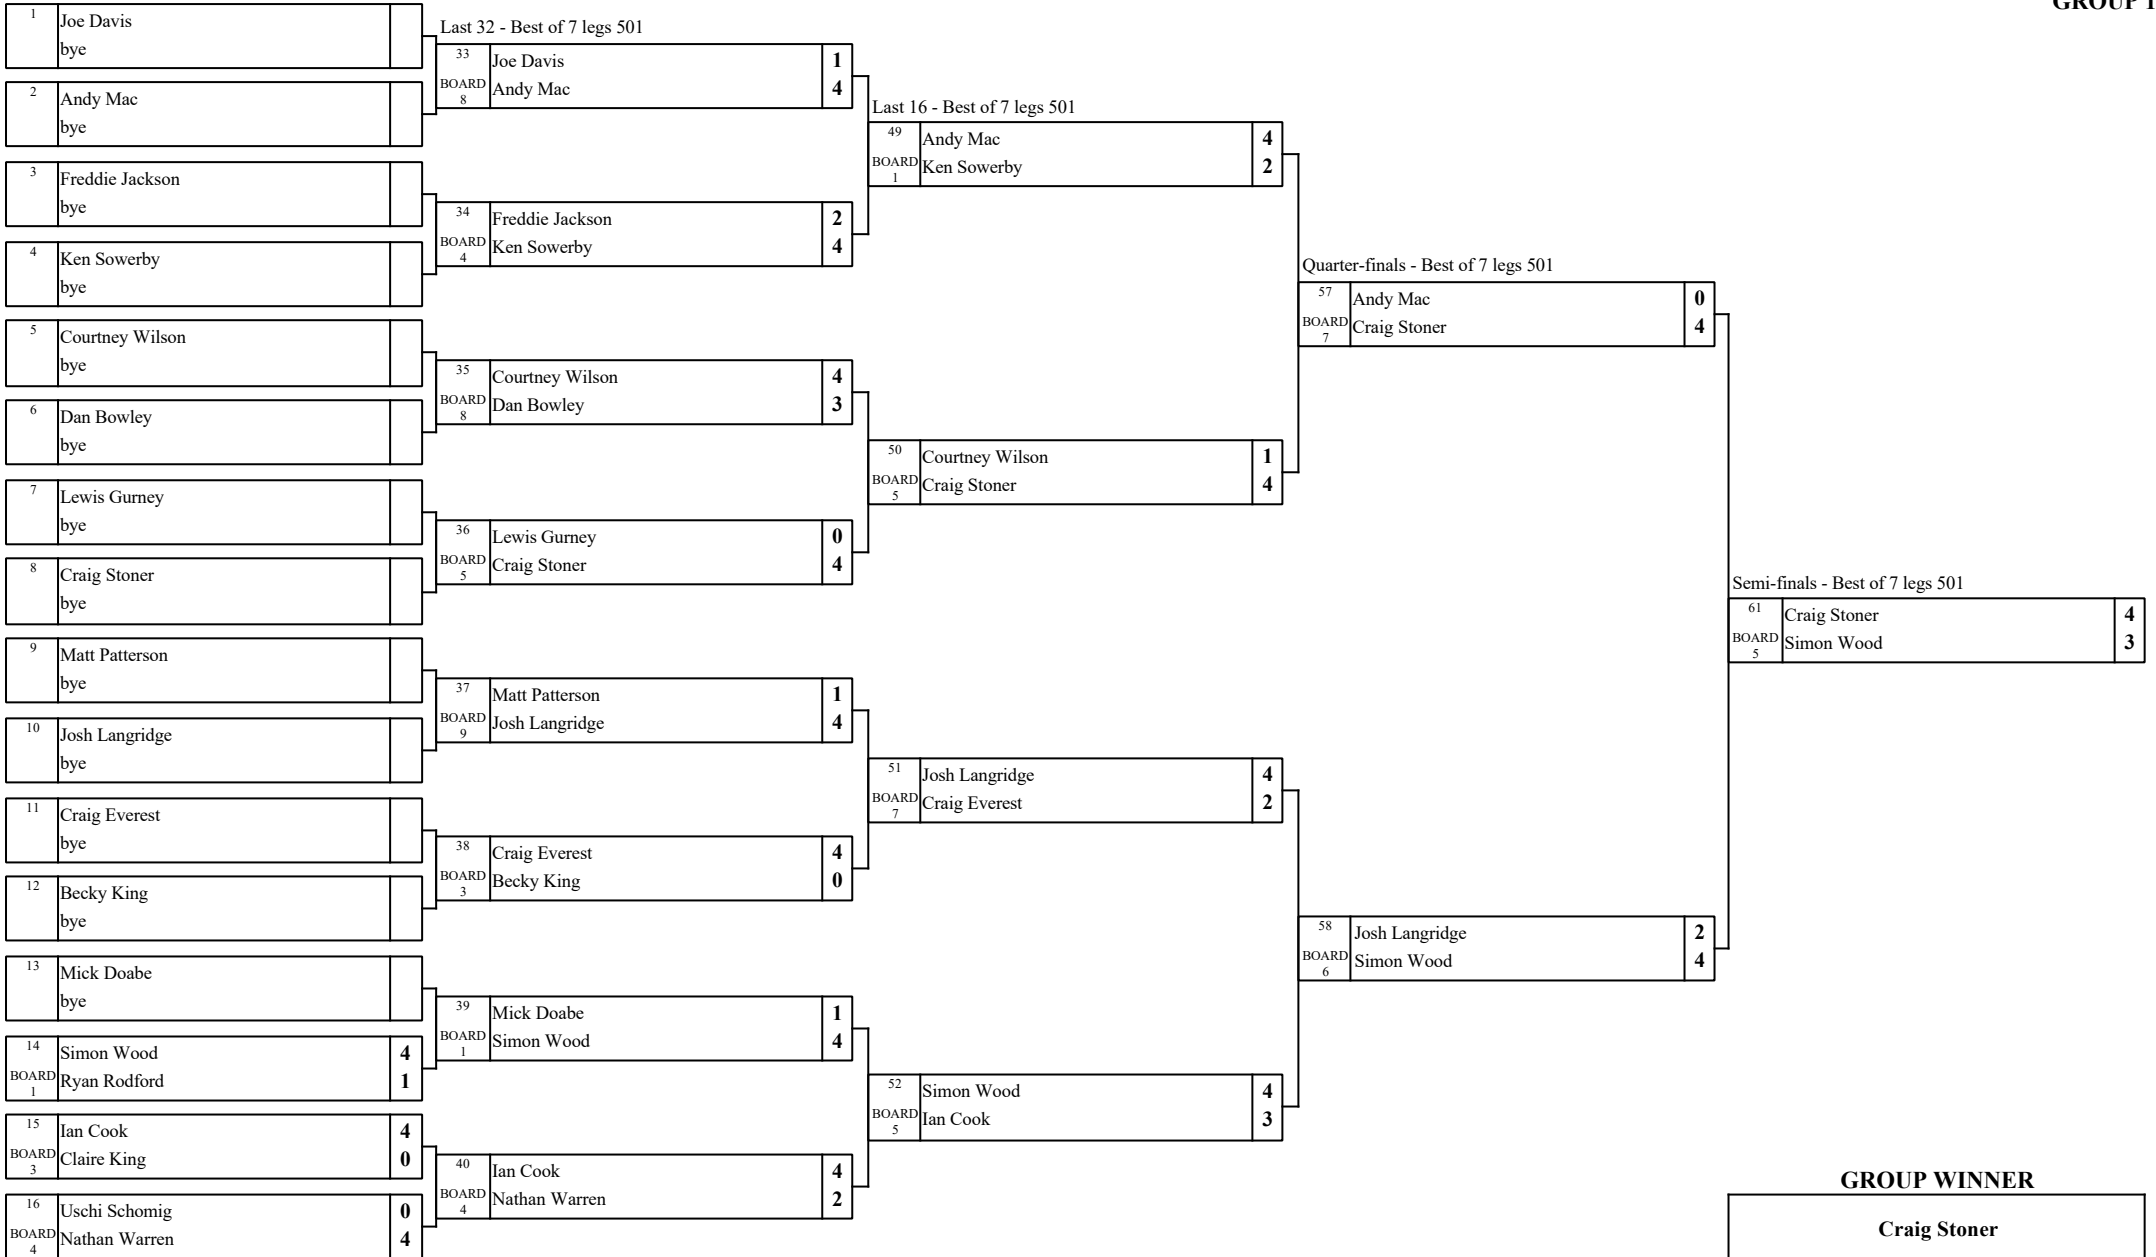 GROUP 1
1
Joe Davis
bye
2
Andy Mac
bye
3
Freddie Jackson
bye
4
Ken Sowerby
bye
5
Courtney Wilson
bye
6
Dan Bowley
bye
7
Lewis Gurney
bye
8
Craig Stoner
bye
9
Matt Patterson
bye
10
Josh Langridge
bye
11
Craig Everest
bye
12
Becky King
bye
13
Mick Doabe
bye
14
Simon Wood 4
BOARD 1
Ryan Rodford 1
15
Ian Cook 4
BOARD 3
Claire King 0
16
Uschi Schomig 0
BOARD 4
Nathan Warren 4
Last 32 - Best of 7 legs 501
33
Joe Davis 1
BOARD 8
Andy Mac 4
34
Freddie Jackson 2
BOARD 4
Ken Sowerby 4
35
Courtney Wilson 4
BOARD 8
Dan Bowley 3
36
Lewis Gurney 0
BOARD 5
Craig Stoner 4
37
Matt Patterson 1
BOARD 9
Josh Langridge 4
38
Craig Everest 4
BOARD 3
Becky King 0
39
Mick Doabe 1
BOARD 1
Simon Wood 4
40
Ian Cook 4
BOARD 4
Nathan Warren 2
Last 16 - Best of 7 legs 501
49
Andy Mac 4
BOARD 1
Ken Sowerby 2
50
Courtney Wilson 1
BOARD 5
Craig Stoner 4
51
Josh Langridge 4
BOARD 7
Craig Everest 2
52
Simon Wood 4
BOARD 5
Ian Cook 3
Quarter-finals - Best of 7 legs 501
57
Andy Mac 0
BOARD 7
Craig Stoner 4
58
Josh Langridge 2
BOARD 6
Simon Wood 4
Semi-finals - Best of 7 legs 501
61
Craig Stoner 4
BOARD 5
Simon Wood 3
GROUP WINNER
Craig Stoner